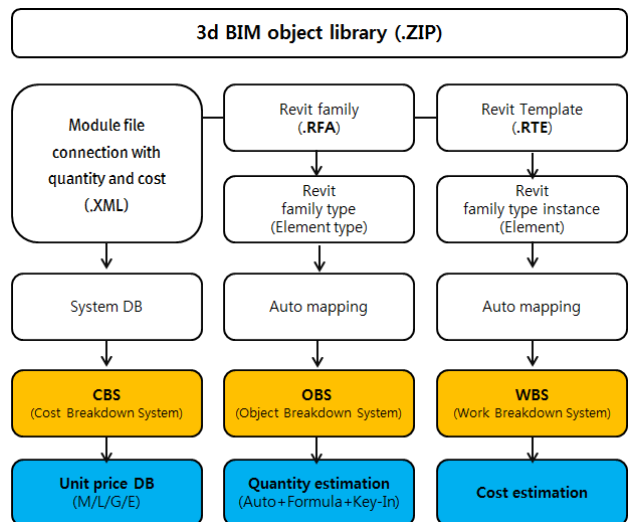 3d BIM object library (.ZIP)
Module file
connection with
quantity and cost
(.XML)
Revit family
(.RFA)
Revit Template
(.RTE)
Revit
family type
(Element type)
Revit
family type instance
(Element)
System DB
Auto mapping
Auto mapping
CBS
(Cost Breakdown System)
OBS
(Object Breakdown System)
WBS
(Work Breakdown System)
Unit price DB
(M/L/G/E)
Quantity estimation
(Auto+Formula+Key-In)
Cost estimation